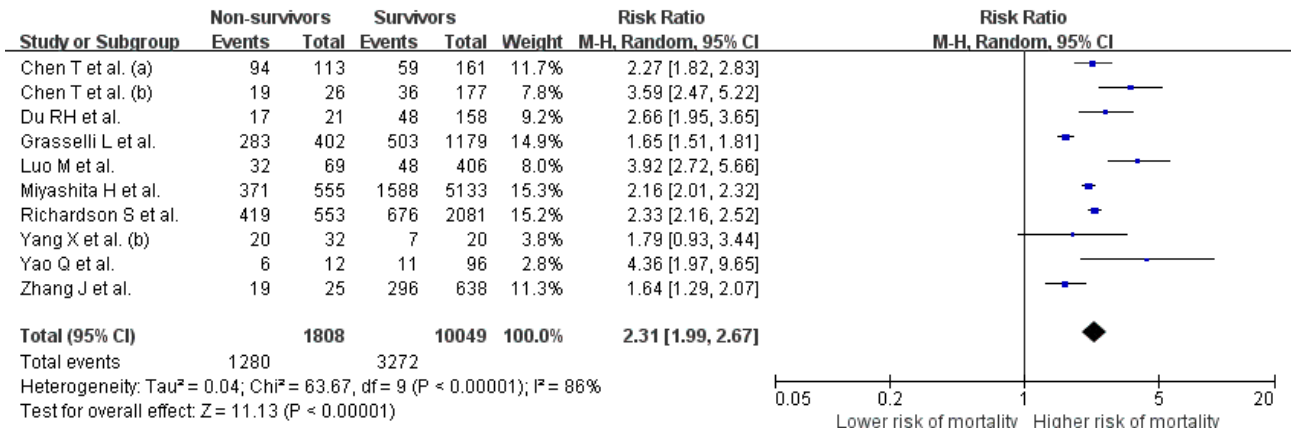 Non-survivors Survivors Risk Ratio Risk Ratio
Study or Subgroup Events Total Events Total Weight M-H, Random, 95% CI M-H, Random, 95% CI
Chen T et al. (a) 94 113 59 161 11.7% 2.27 [1.82, 2.83]
Chen T et al. (b) 19 26 36 177 7.8% 3.59 [2.47, 5.22]
Du RH et al. 17 21 48 158 9.2% 2.66 [1.95, 3.65]
Grasselli L et al. 283 402 503 1179 14.9% 1.65 [1.51, 1.81]
Luo M et al. 32 69 48 406 8.0% 3.92 [2.72, 5.66]
Miyashita H et al. 371 555 1588 5133 15.3% 2.16 [2.01, 2.32]
Richardson S et al. 419 553 676 2081 15.2% 2.33 [2.16, 2.52]
Yang X et al. (b) 20 32 7 20 3.8% 1.79 [0.93, 3.44]
Yao Q et al. 6 12 11 96 2.8% 4.36 [1.97, 9.65]
Zhang J et al. 19 25 296 638 11.3% 1.64 [1.29, 2.07]
Total (95% CI) 1808 10049 100.0% 2.31 [1.99, 2.67]
Total events 1280 3272
Heterogeneity: Tau² = 0.04; Chi² = 63.67, df = 9 (P < 0.00001); I² = 86%
Test for overall effect: Z = 11.13 (P < 0.00001)
0.05 0.2 1 5 20
Lower risk of mortality Higher risk of mortality